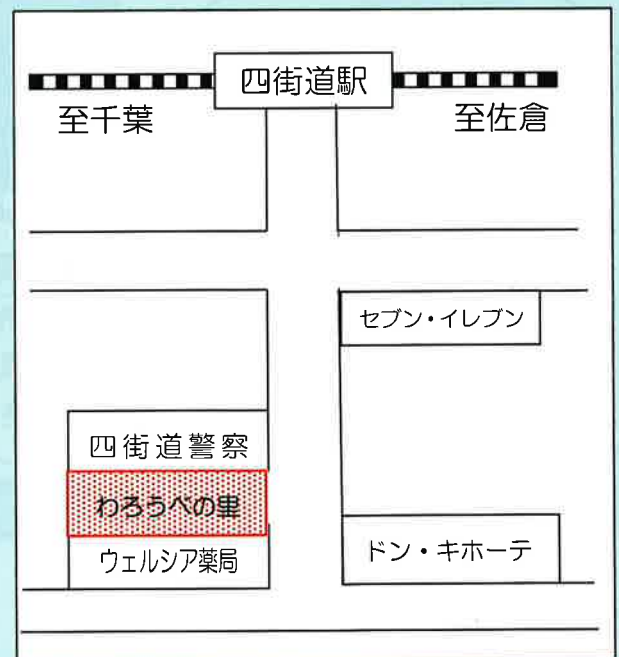 四街道駅
至千葉
至佐倉
セブン・イレブン
四街道警察
わろうべの里
ウェルシア薬局
ドン・キホーテ